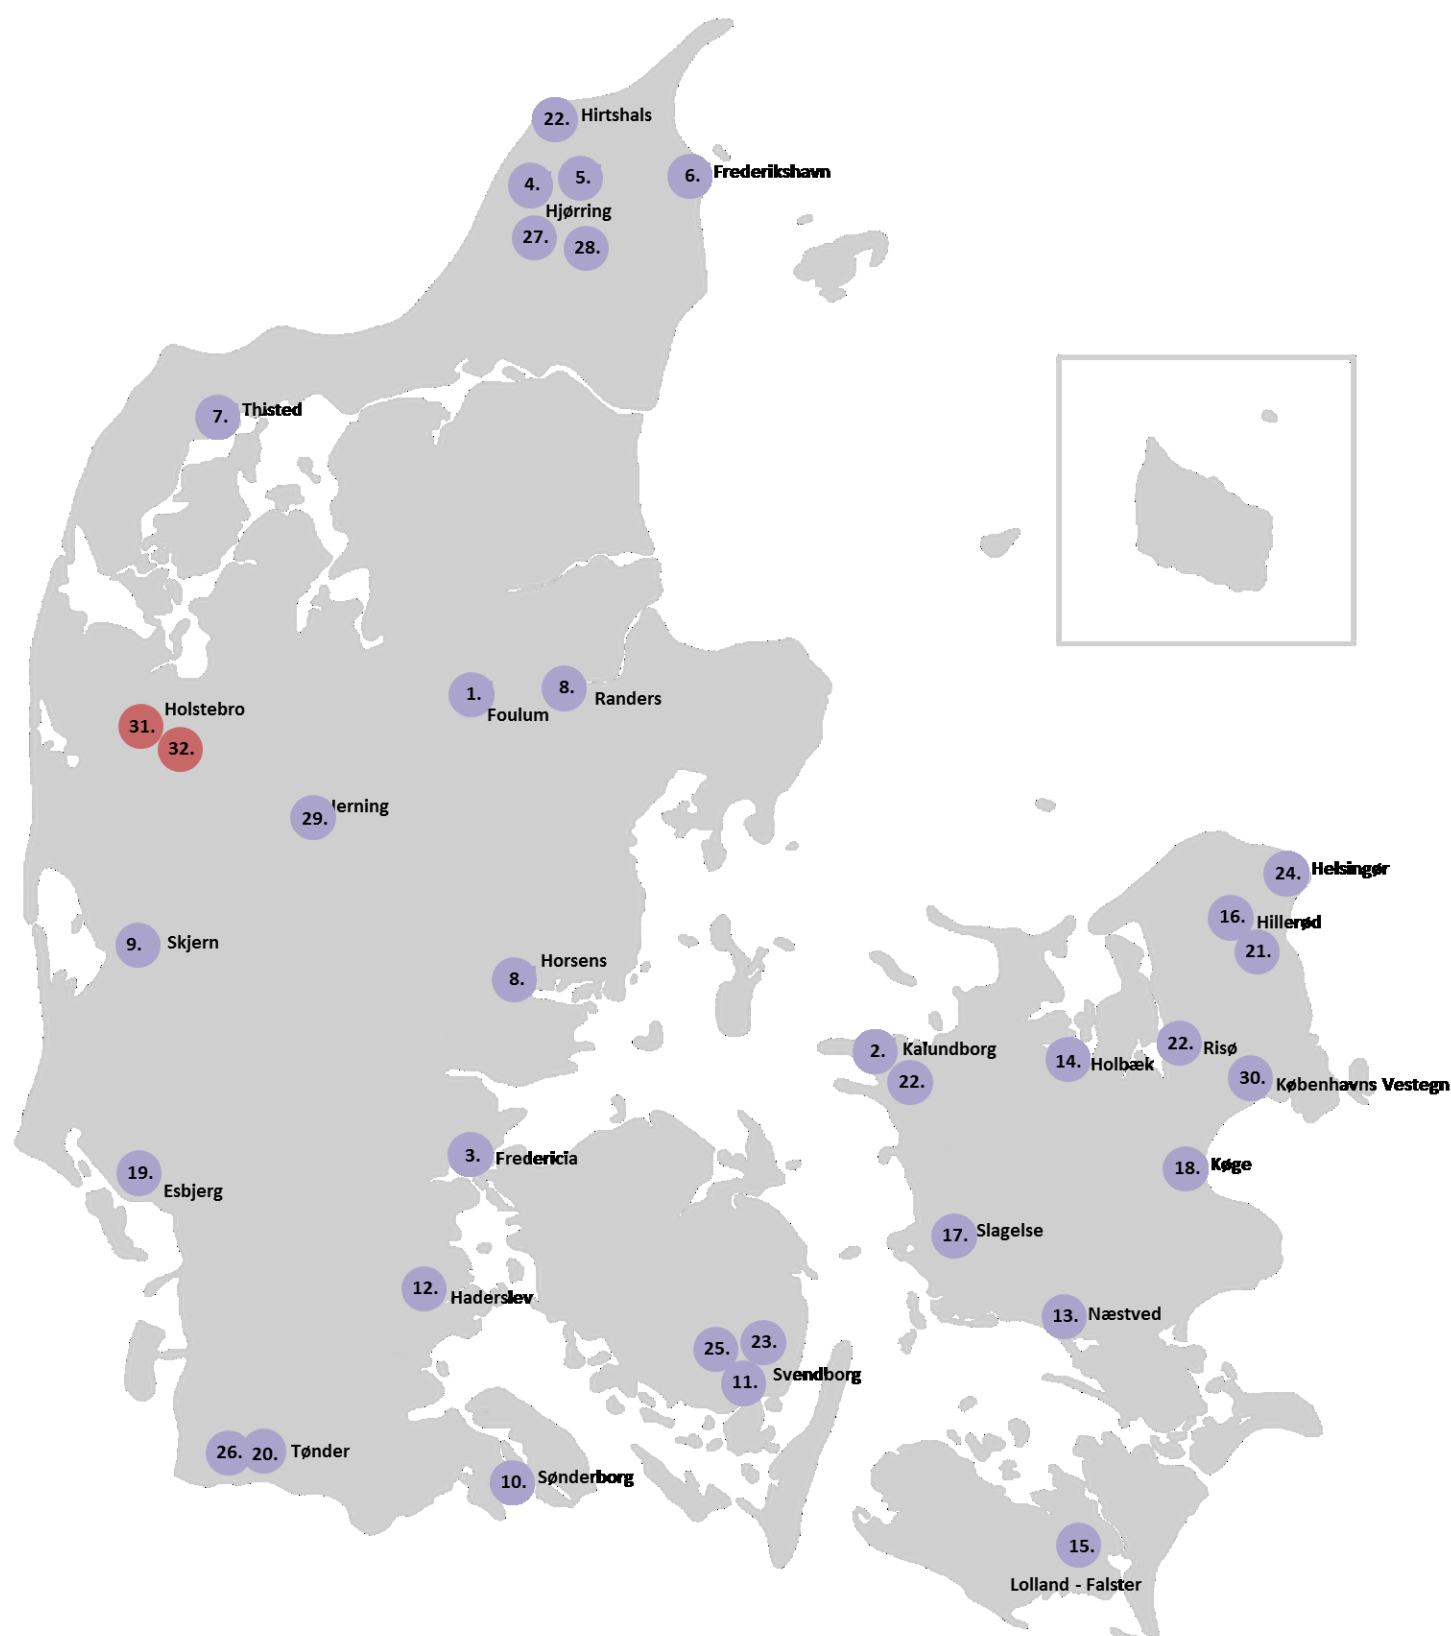 22. Hirtshals
4. 5.
6. Frederikshavn
Hjørring
27. 28.
7. Thisted
1. Foulum
8. Randers
Holstebro
31.
32.
29. erning
9. Skjern
8. Horsens
24. Helsingør
16. Hillerød
21.
2. Kalundborg
22.
14. Holbæk
22. Risø
30. Københavns Vestegn
3. Fredericia
18. Køge
19. Esbjerg
17. Slagelse
12. Haderslev
13. Næstved
25. 23.
11. Svendborg
26. 20. Tønder
10. Sønderborg
15.
Lolland - Falster